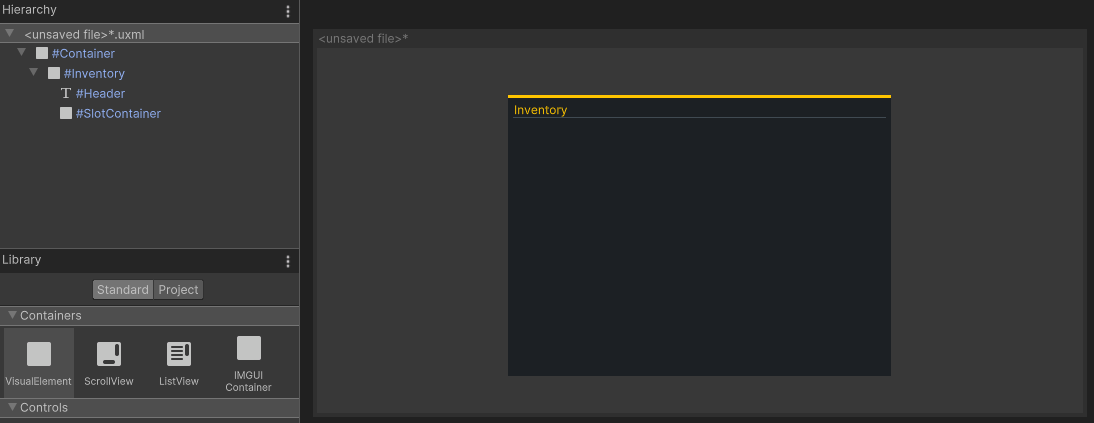 Hierarchy
<unsaved file>*.uxml
#Container
#Inventory
T #Header
#SlotContainer
Library
Standard Project
Containers
VisualElement ScrollView ListView IMGUI Container
Controls
<unsaved file>*
Inventory